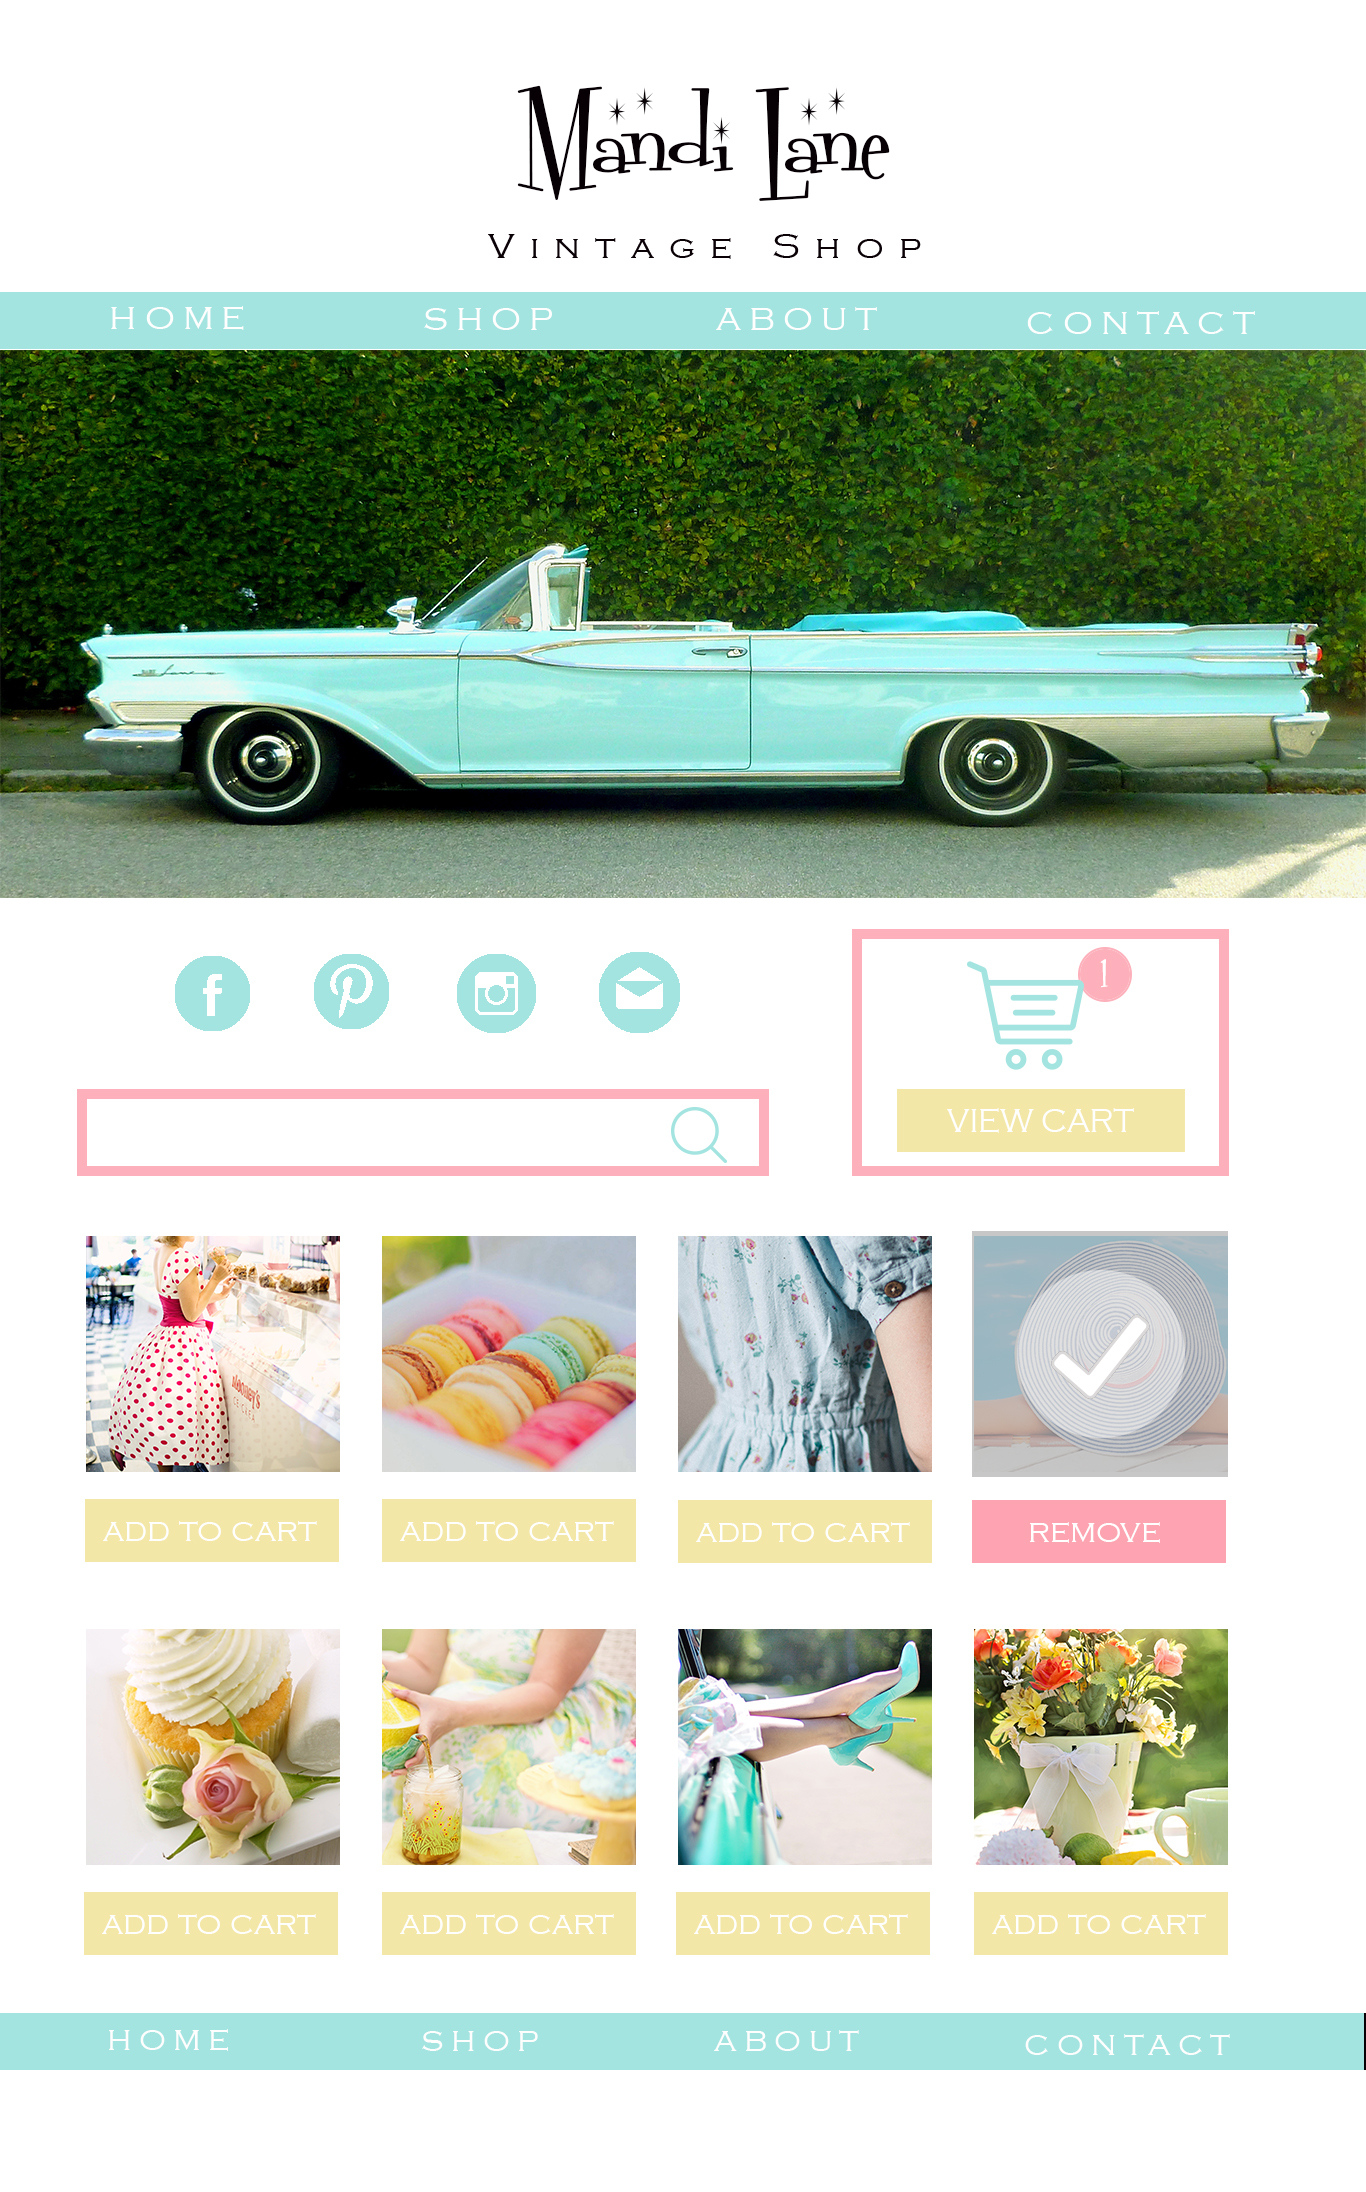 Mandi Lane
VINTAGE SHOP
HOME SHOP ABOUT CONTACT
1
VIEW CART
ADD TO CART ADD TO CART ADD TO CART REMOVE
ADD TO CART ADD TO CART ADD TO CART ADD TO CART
HOME SHOP ABOUT CONTACT